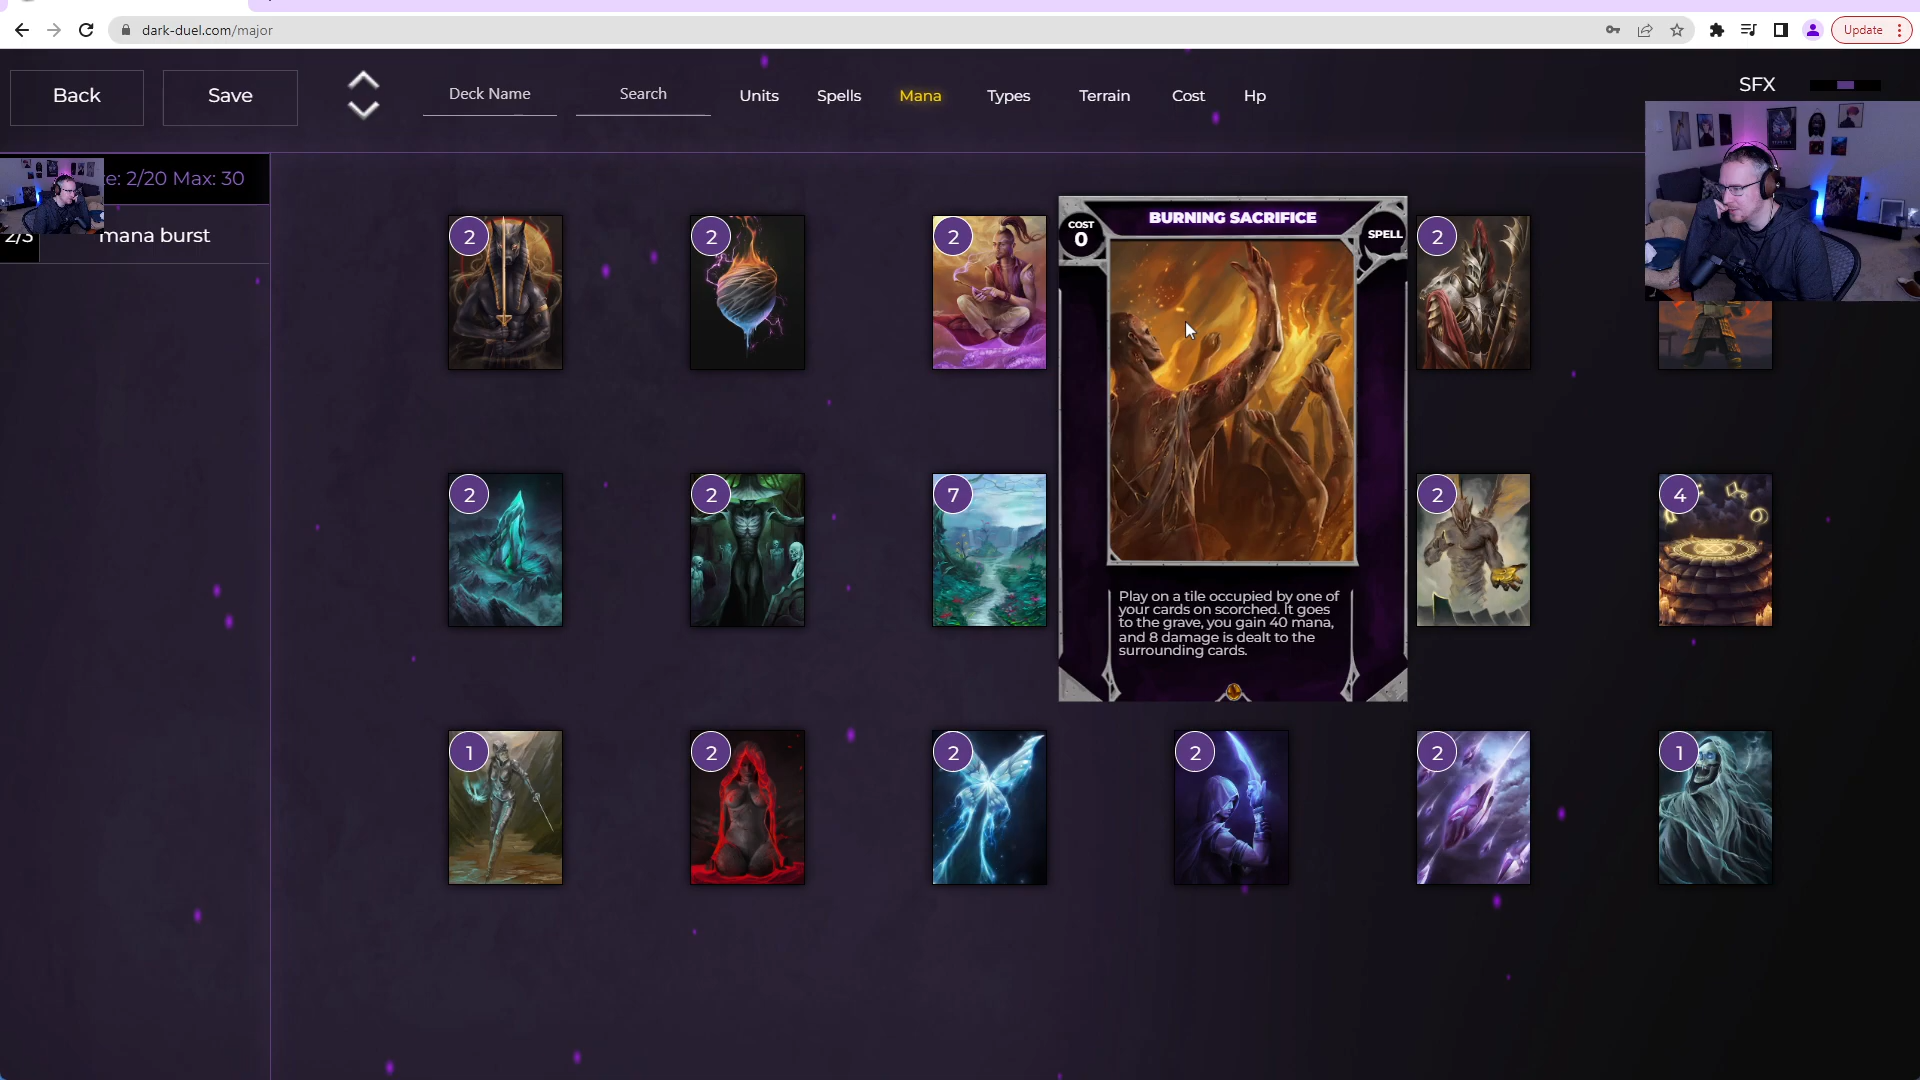 dark-duel.com/major
Update
Back
Save
Deck Name
Search
Units
Spells
Mana
Types
Terrain
Cost
Hp
SFX
2/20 Max: 30
2/3
mana burst
2
2
2
COST
0
BURNING SACRIFICE
SPELL
2
Play on a tile occupied by one of
your cards on scorched. It goes
to the grave, you gain 40 mana,
and 8 damage is dealt to the
surrounding cards.
2
2
7
2
4
1
2
2
2
2
1